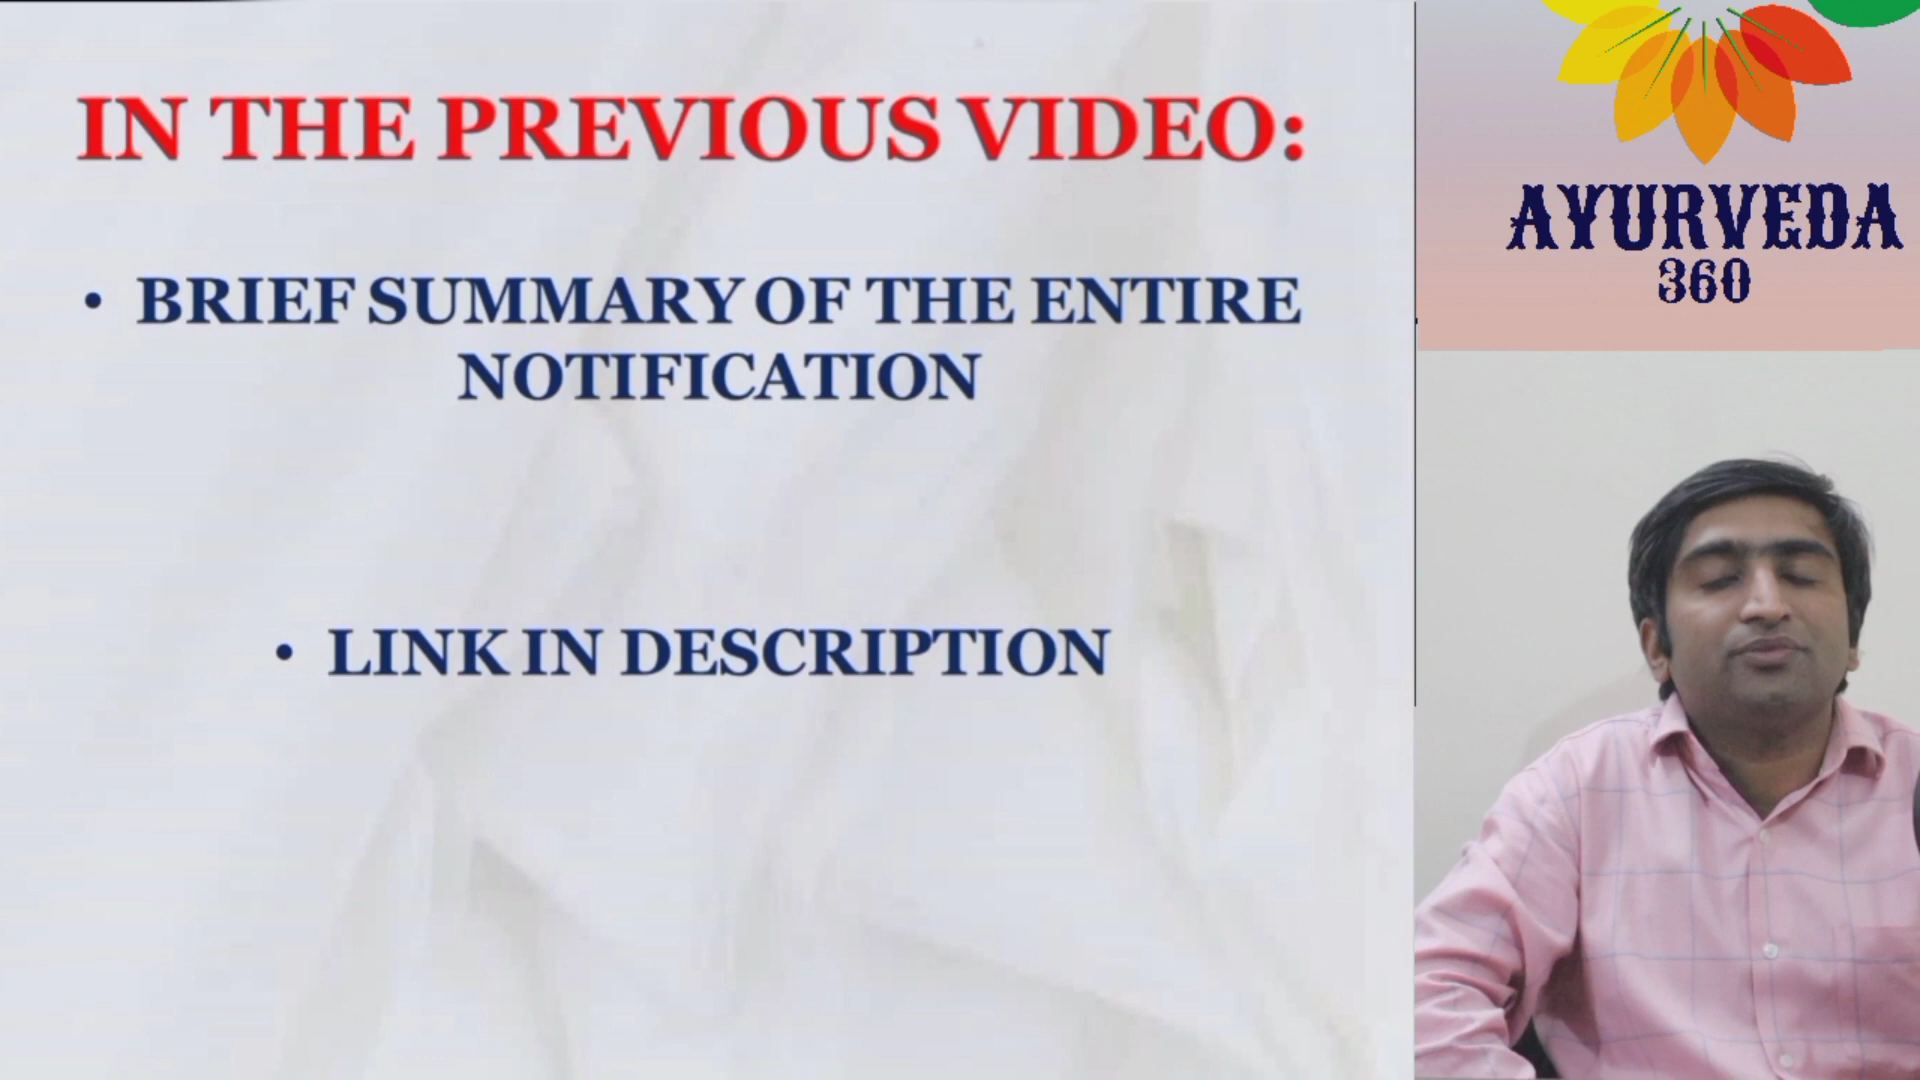 IN THE PREVIOUS VIDEO:
• BRIEF SUMMARY OF THE ENTIRE
NOTIFICATION
• LINK IN DESCRIPTION
AYURVEDA
360